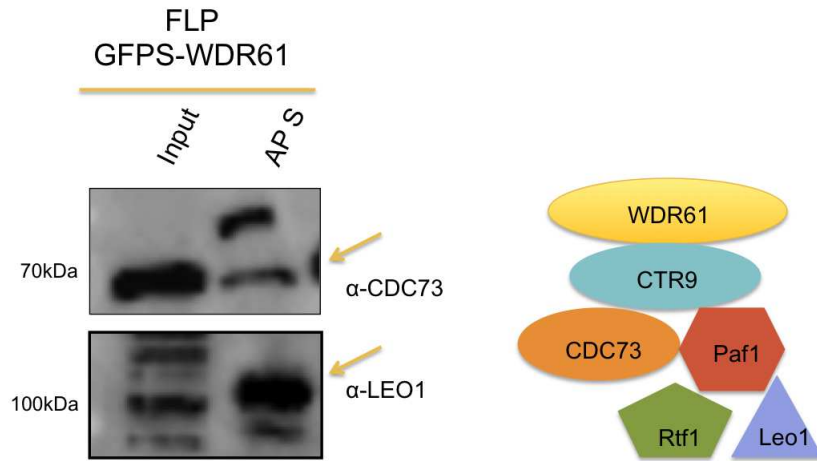 FLP
GFPS-WDR61
Input
AP S
70kDa
α-CDC73
100kDa
α-LEO1
WDR61
CTR9
CDC73
Paf1
Rtf1
Leo1